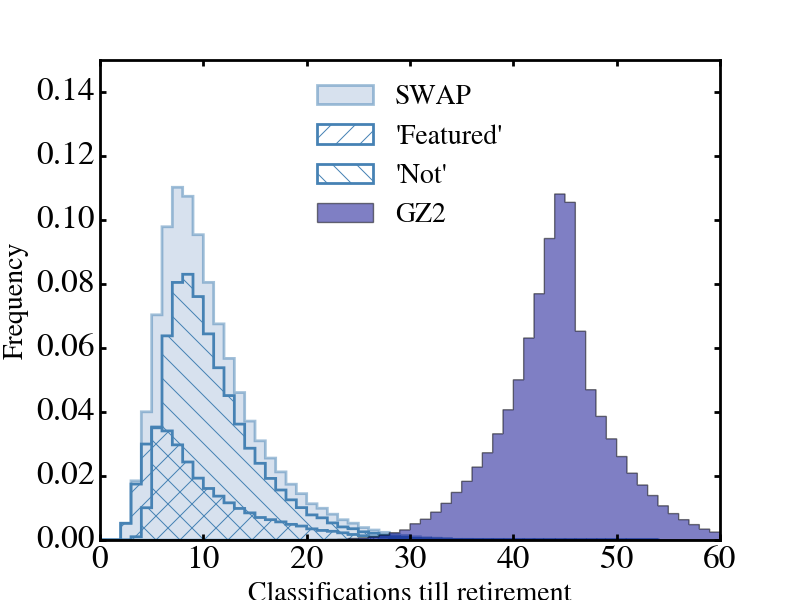 0.14
0.12
0.10
0.08
0.06
0.04
0.02
0.00
Frequency
SWAP
'Featured'
'Not'
GZ2
0 10 20 30 40 50 60
Classifications till retirement